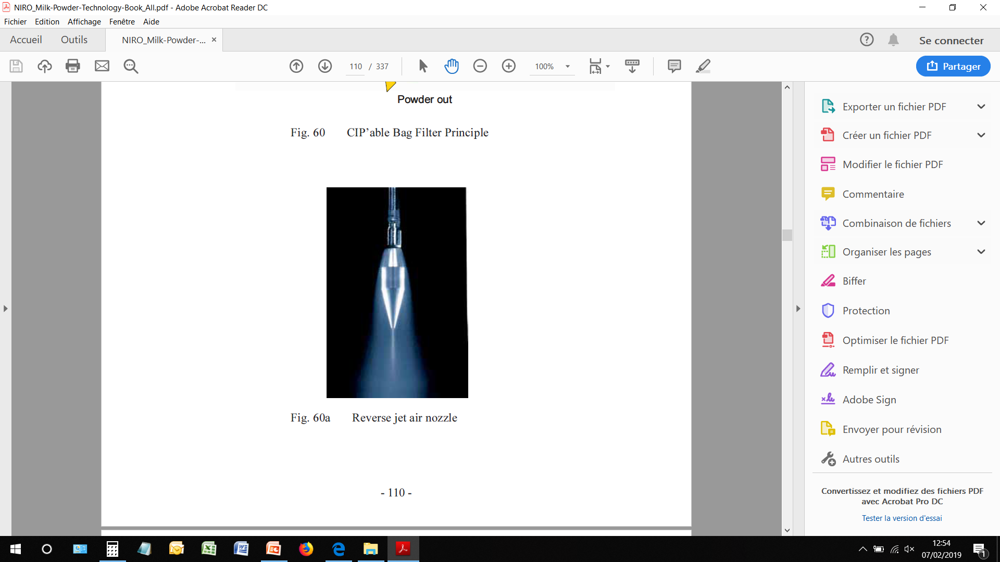 NIRO_Milk-Powder-Technology-Book_All.pdf - Adobe Acrobat Reader DC
Fichier Edition Affichage Fenêtre Aide
Accueil Outils NIRO_Milk-Powder-... × Se connecter
110 / 337 100% Partager
Powder out
Fig. 60 CIP’able Bag Filter Principle
Fig. 60a Reverse jet air nozzle
- 110 -
Exporter un fichier PDF
Créer un fichier PDF
Modifier le fichier PDF
Commentaire
Combinaison de fichiers
Organiser les pages
Biffer
Protection
Optimiser le fichier PDF
Remplir et signer
Adobe Sign
Envoyer pour révision
Autres outils
Convertissez et modifiez des fichiers PDF
avec Acrobat Pro DC
Tester la version d'essai
12:54
07/02/2019
1